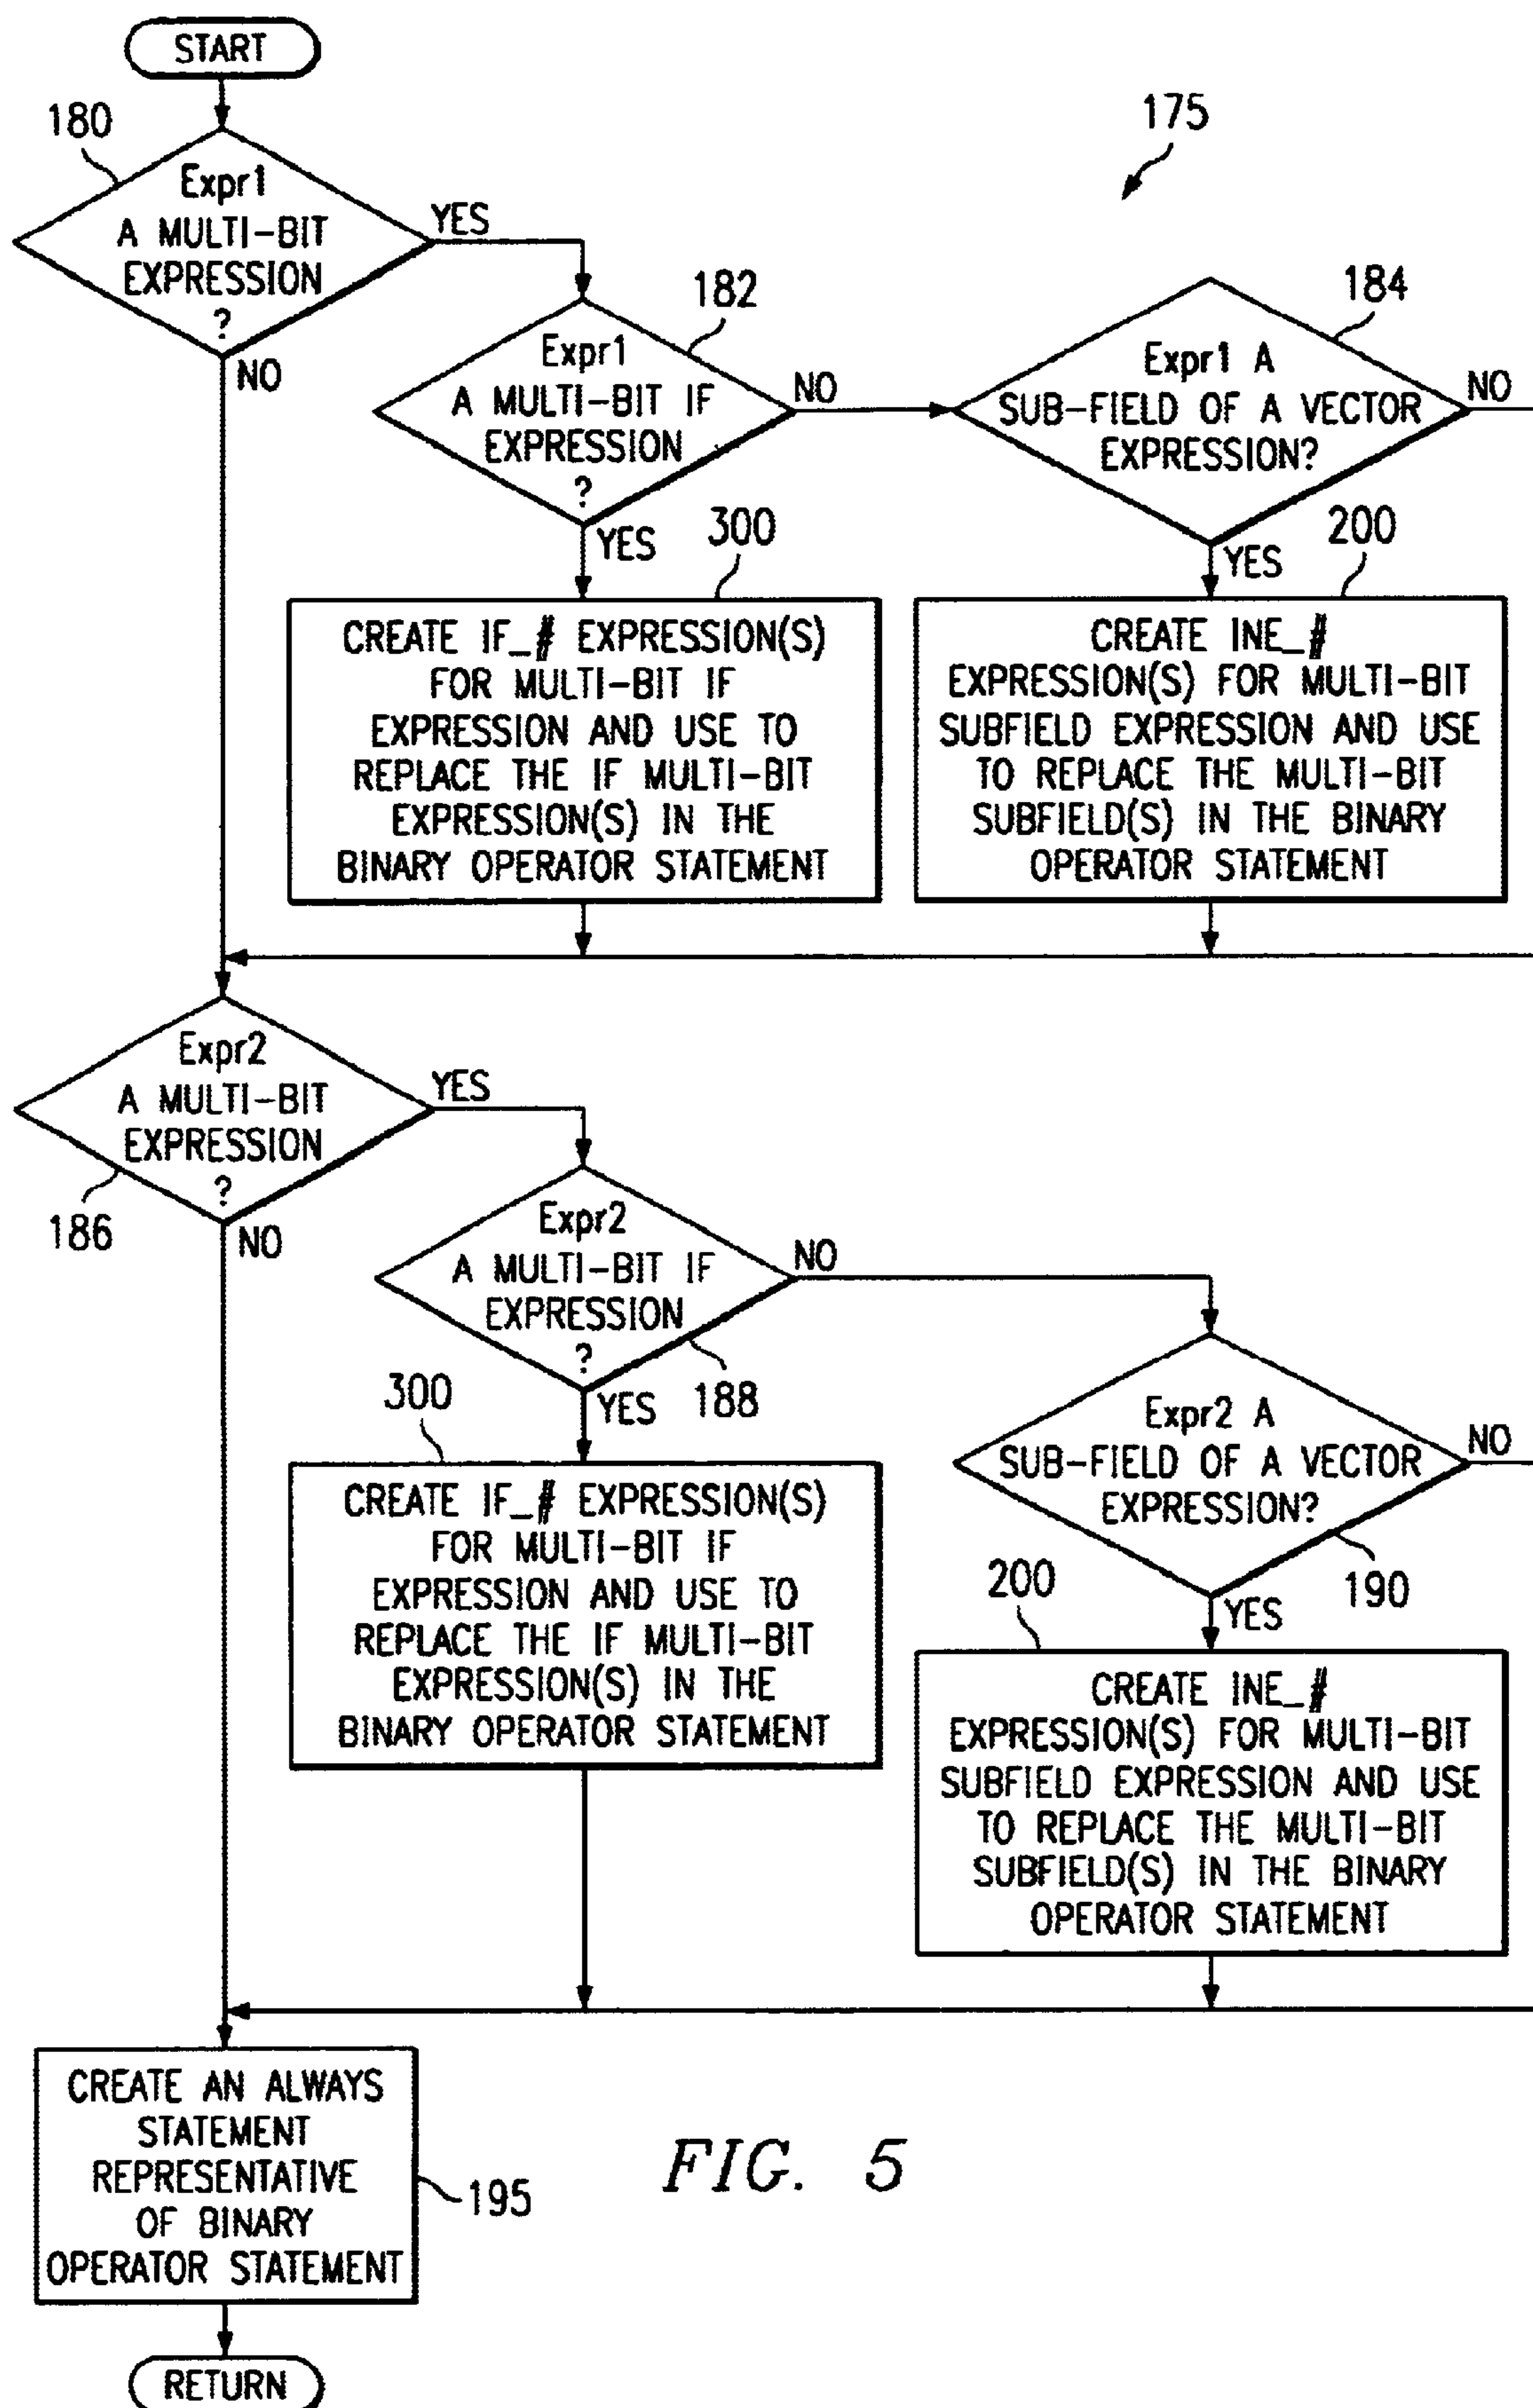 START
180
175
Expr1
A MULTI-BIT
EXPRESSION
?
YES
NO
182
Expr1
A MULTI-BIT IF
EXPRESSION
?
NO
YES
184
Expr1 A
SUB-FIELD OF A VECTOR
EXPRESSION?
NO
YES
300
CREATE IF_# EXPRESSION(S)
FOR MULTI-BIT IF
EXPRESSION AND USE TO
REPLACE THE IF MULTI-BIT
EXPRESSION(S) IN THE
BINARY OPERATOR STATEMENT
200
CREATE INE_#
EXPRESSION(S) FOR MULTI-BIT
SUBFIELD EXPRESSION AND USE
TO REPLACE THE MULTI-BIT
SUBFIELD(S) IN THE BINARY
OPERATOR STATEMENT
Expr2
A MULTI-BIT
EXPRESSION
?
YES
186
NO
Expr2
A MULTI-BIT IF
EXPRESSION
?
NO
YES
188
Expr2 A
SUB-FIELD OF A VECTOR
EXPRESSION?
NO
YES
190
300
CREATE IF_# EXPRESSION(S)
FOR MULTI-BIT IF
EXPRESSION AND USE TO
REPLACE THE IF MULTI-BIT
EXPRESSION(S) IN THE
BINARY OPERATOR STATEMENT
200
CREATE INE_#
EXPRESSION(S) FOR MULTI-BIT
SUBFIELD EXPRESSION AND USE
TO REPLACE THE MULTI-BIT
SUBFIELD(S) IN THE BINARY
OPERATOR STATEMENT
CREATE AN ALWAYS
STATEMENT
REPRESENTATIVE
OF BINARY
OPERATOR STATEMENT
195
FIG. 5
RETURN